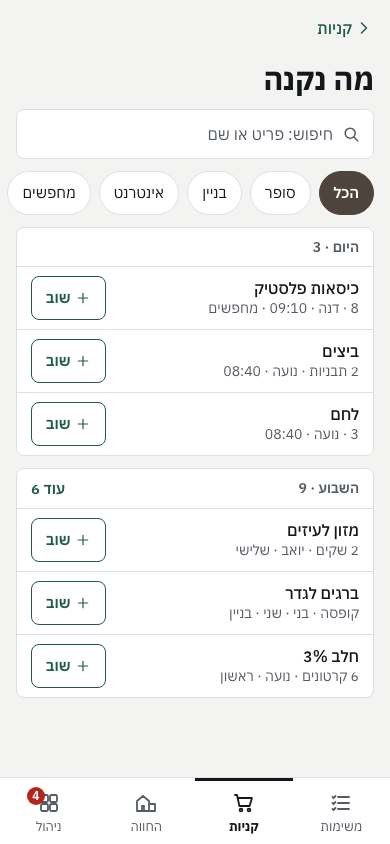 קניות
מה נקנה
חיפוש: פריט או שם
הכל
סופר
בניין
אינטרנט
מחפשים
היום · 3
כיסאות פלסטיק
8 · דנה · 09:10 · מחפשים
+ שוב
ביצים
2 תבניות · נועה · 08:40
+ שוב
לחם
3 · נועה · 08:40
+ שוב
השבוע · 9
עוד 6
מזון לעיזים
2 שקים · יואב · שלישי
+ שוב
ברגים לגדר
קופסה · בני · שני · בניין
+ שוב
חלב 3%
6 קרטונים · נועה · ראשון
+ שוב
משימות
קניות
החווה
ניהול
4